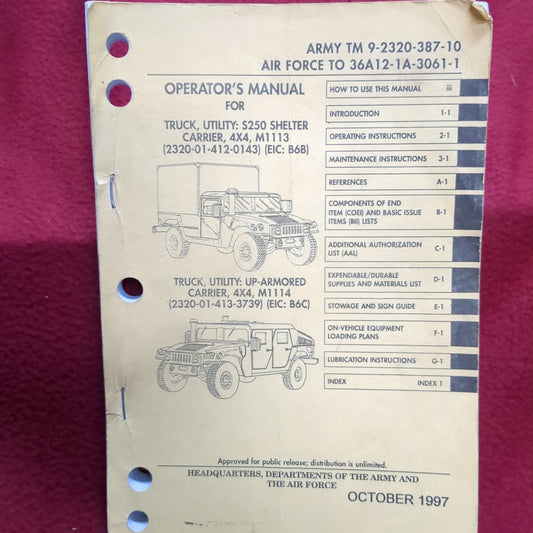 ARMY TM 9-2320-387-10
AIR FORCE TO 36A12-1A-3061-1
OPERATOR'S MANUAL
FOR
TRUCK, UTILITY: S250 SHELTER
CARRIER, 4X4, M1113
(2320-01-412-0143) (EIC: B6B)
TRUCK, UTILITY: UP-ARMORED
CARRIER, 4X4, M1114
(2320-01-413-3739) (EIC: B6C)
HOW TO USE THIS MANUAL iii
INTRODUCTION 1-1
OPERATING INSTRUCTIONS 2-1
MAINTENANCE INSTRUCTIONS 3-1
REFERENCES A-1
COMPONENTS OF END
ITEM (COEI) AND BASIC ISSUE B-1
ITEMS (BII) LISTS
ADDITIONAL AUTHORIZATION C-1
LIST (AAL)
EXPENDABLE/DURABLE D-1
SUPPLIES AND MATERIALS LIST
STOWAGE AND SIGN GUIDE E-1
ON-VEHICLE EQUIPMENT F-1
LOADING PLANS
LUBRICATION INSTRUCTIONS G-1
INDEX INDEX 1
Approved for public release; distribution is unlimited.
HEADQUARTERS, DEPARTMENTS OF THE ARMY AND
THE AIR FORCE
OCTOBER 1997